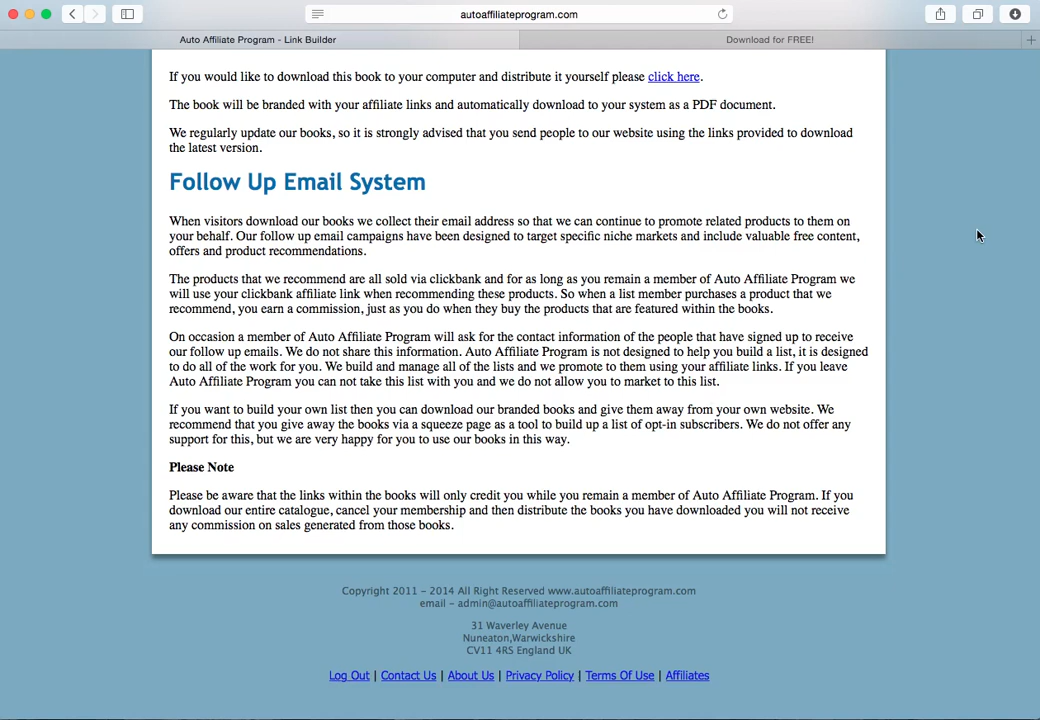 autoaffiliateprogram.com
Auto Affiliate Program - Link Builder
Download for FREE!
If you would like to download this book to your computer and distribute it yourself please click here.
The book will be branded with your affiliate links and automatically download to your system as a PDF document.
We regularly update our books, so it is strongly advised that you send people to our website using the links provided to download
the latest version.
Follow Up Email System
When visitors download our books we collect their email address so that we can continue to promote related products to them on
your behalf. Our follow up email campaigns have been designed to target specific niche markets and include valuable free content,
offers and product recommendations.
The products that we recommend are all sold via clickbank and for as long as you remain a member of Auto Affiliate Program we
will use your clickbank affiliate link when recommending these products. So when a list member purchases a product that we
recommend, you earn a commission, just as you do when they buy the products that are featured within the books.
On occasion a member of Auto Affiliate Program will ask for the contact information of the people that have signed up to receive
our follow up emails. We do not share this information. Auto Affiliate Program is not designed to help you build a list, it is designed
to do all of the work for you. We build and manage all of the lists and we promote to them using your affiliate links. If you leave
Auto Affiliate Program you can not take this list with you and we do not allow you to market to this list.
If you want to build your own list then you can download our branded books and give them away from your own website. We
recommend that you give away the books via a squeeze page as a tool to build up a list of opt-in subscribers. We do not offer any
support for this, but we are very happy for you to use our books in this way.
Please Note
Please be aware that the links within the books will only credit you while you remain a member of Auto Affiliate Program. If you
download our entire catalogue, cancel your membership and then distribute the books you have downloaded you will not receive
any commission on sales generated from those books.
Copyright 2011 - 2014 All Right Reserved www.autoaffiliateprogram.com
email - admin@autoaffiliateprogram.com
31 Waverley Avenue
Nuneaton,Warwickshire
CV11 4RS England UK
Log Out | Contact Us | About Us | Privacy Policy | Terms Of Use | Affiliates